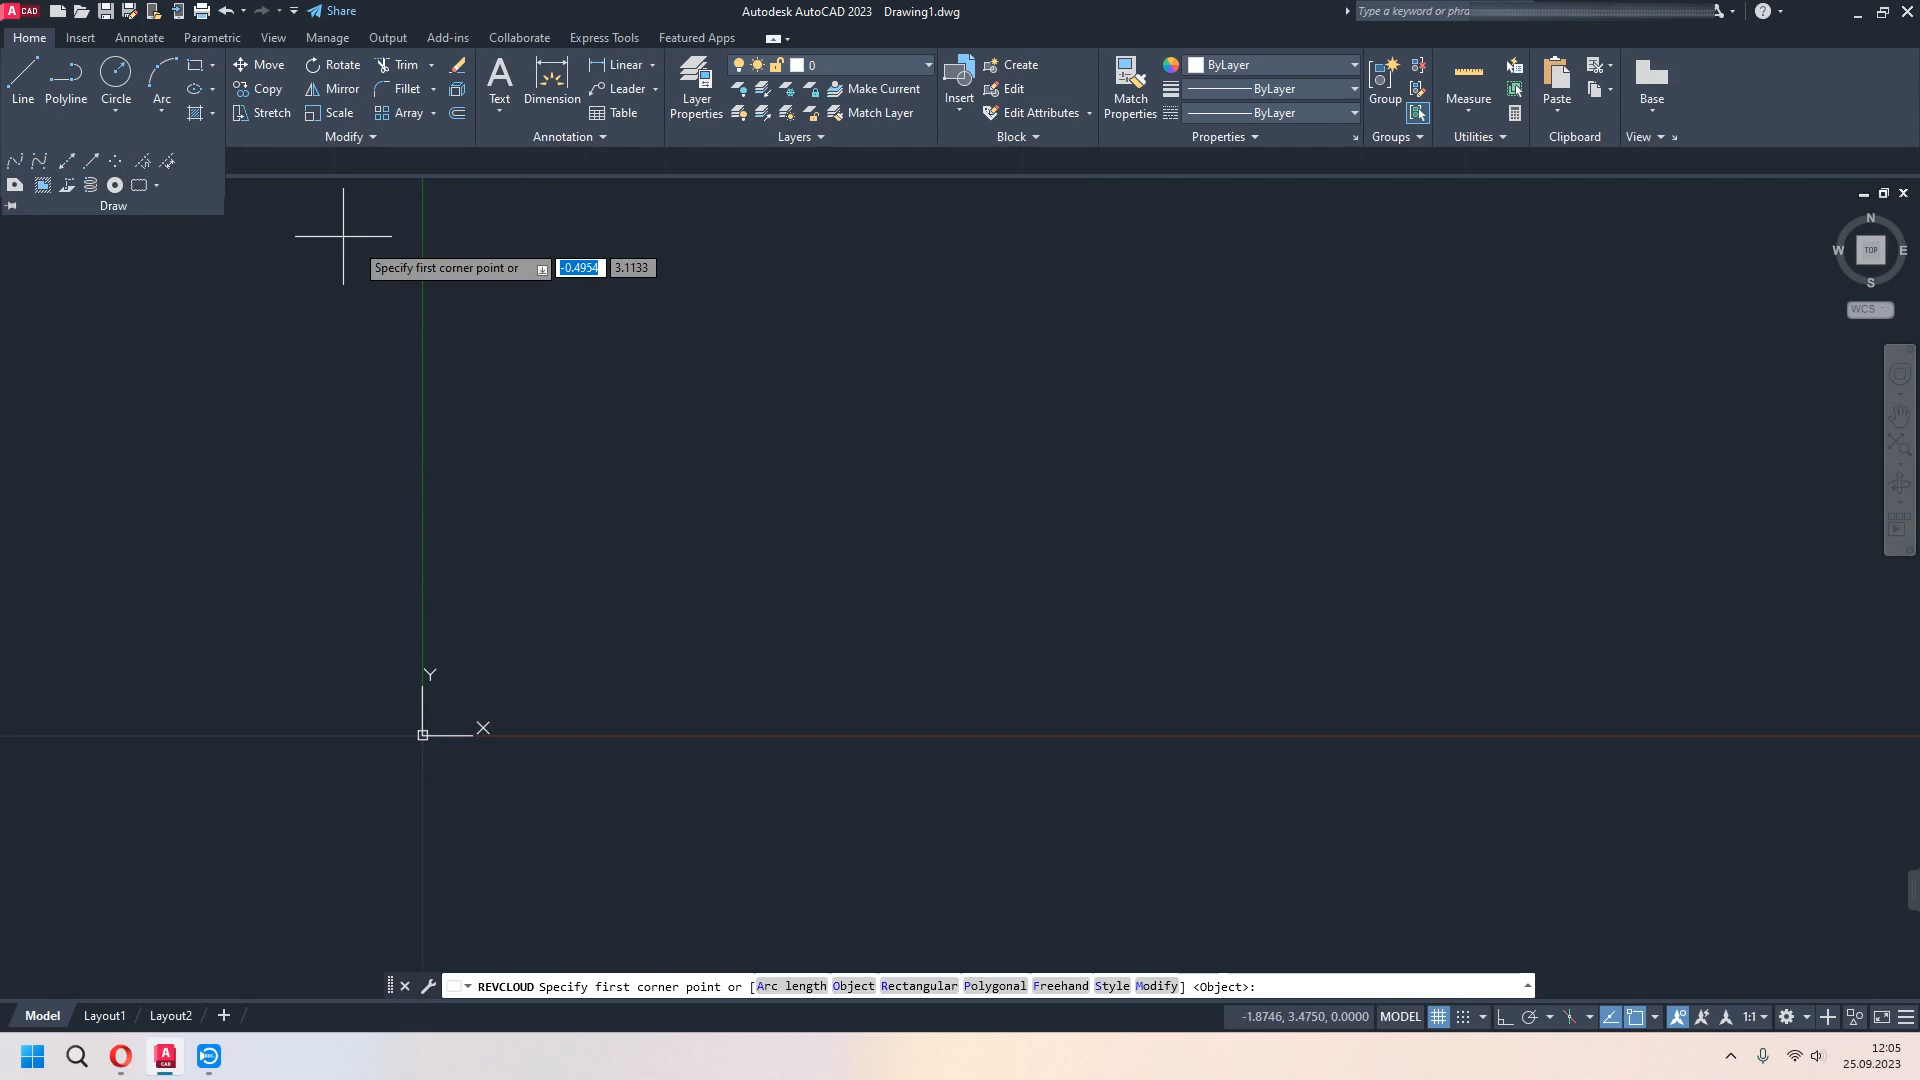 A CAD Share Autodesk AutoCAD 2023 Drawing1.dwg Type a keyword or phra
Home Insert Annotate Parametric View Manage Output Add-ins Collaborate Express Tools Featured Apps
Line Polyline Circle Arc
Move Rotate Trim
Copy Mirror Fillet
Stretch Scale Array
Modify
Text Dimension
Linear
Leader
Table
Annotation
Layer Properties
0
Make Current
Match Layer
Layers
Insert
Create
Edit
Edit Attributes
Block
Match Properties
ByLayer
ByLayer
ByLayer
Properties
Group
Groups
Measure
Utilities
Paste
Clipboard
Base
View
Draw
N
W TOP E
S
WCS
Specify first corner point or -0.4954 3.1133
Y
X
REVCLOUD Specify first corner point or [Arc length Object Rectangular Polygonal Freehand Style Modify] <Object>:
Model Layout1 Layout2 + -1.8746, 3.4750, 0.0000 MODEL 1:1
A CAD
12:05
25.09.2023